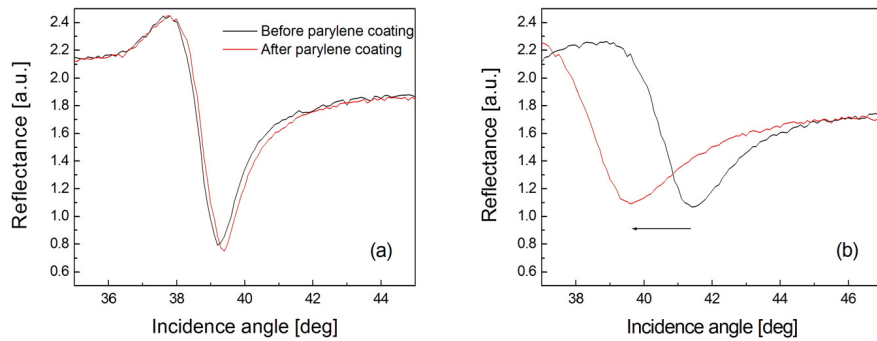 Reflectance [a.u.]
2.4
2.2
2.0
1.8
1.6
1.4
1.2
1.0
0.8
0.6
Before parylene coating
After parylene coating
(a)
36 38 40 42 44
Incidence angle [deg]
Reflectance [a.u.]
2.4
2.2
2.0
1.8
1.6
1.4
1.2
1.0
0.8
0.6
(b)
38 40 42 44 46
Incidence angle [deg]